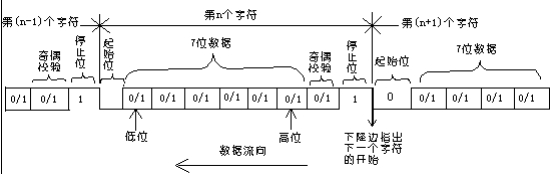 第(n-1)个字符 第n个字符 第(n+1)个字符
奇偶校验 停止位 起始位 7位数据 奇偶校验 停止位 起始位 7位数据
0/1 0/1 1 0/1 0/1 0/1 0/1 0/1 0/1 0/1 0/1 1 0 0/1 0/1 0/1 0/1
低位 高位 下降边指出
下一个字符
的开始
数据流向